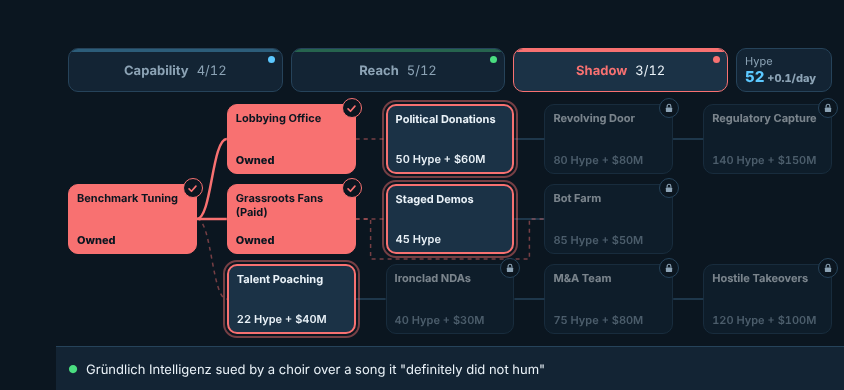 Capability 4/12
Reach 5/12
Shadow 3/12
Hype
52 +0.1/day
Lobbying Office
Owned
Political Donations
50 Hype + $60M
Revolving Door
80 Hype + $80M
Regulatory Capture
140 Hype + $150M
Benchmark Tuning
Owned
Grassroots Fans
(Paid)
Owned
Staged Demos
45 Hype
Bot Farm
85 Hype + $50M
Talent Poaching
22 Hype + $40M
Ironclad NDAs
40 Hype + $30M
M&A Team
75 Hype + $80M
Hostile Takeovers
120 Hype + $100M
Gründlich Intelligenz sued by a choir over a song it "definitely did not hum"